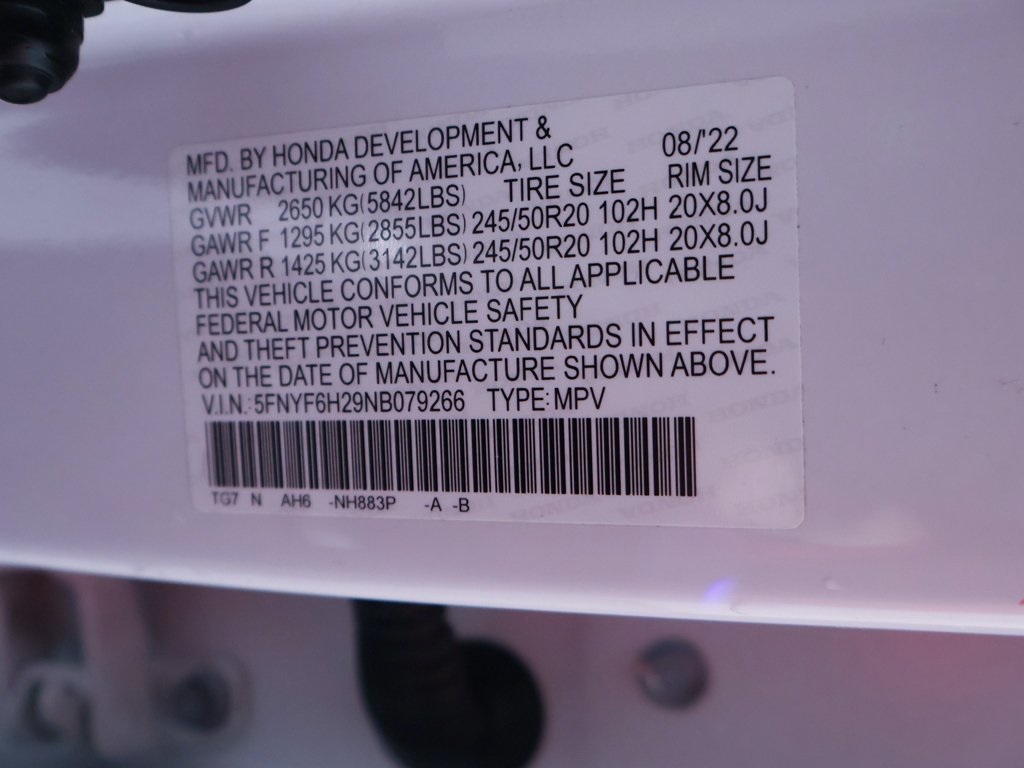 MFD. BY HONDA DEVELOPMENT &
MANUFACTURING OF AMERICA, LLC 08/'22
GVWR 2650 KG(5842LBS) TIRE SIZE RIM SIZE
GAWR F 1295 KG(2855LBS) 245/50R20 102H 20X8.0J
GAWR R 1425 KG(3142LBS) 245/50R20 102H 20X8.0J
THIS VEHICLE CONFORMS TO ALL APPLICABLE
FEDERAL MOTOR VEHICLE SAFETY
AND THEFT PREVENTION STANDARDS IN EFFECT
ON THE DATE OF MANUFACTURE SHOWN ABOVE.
V.I.N.: 5FNYF6H29NB079266 TYPE: MPV
TG7 N AH6 -NH883P -A -B